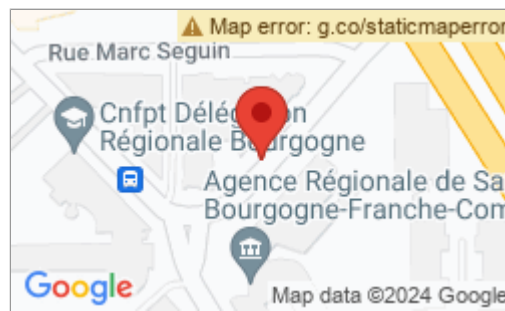 Map error: g.co/staticmaperror
Rue Marc Seguin
Cnfpt Délégation
Régionale Bourgogne
Agence Régionale de Sa
Bourgogne-Franche-Com
Google
Map data ©2024 Google